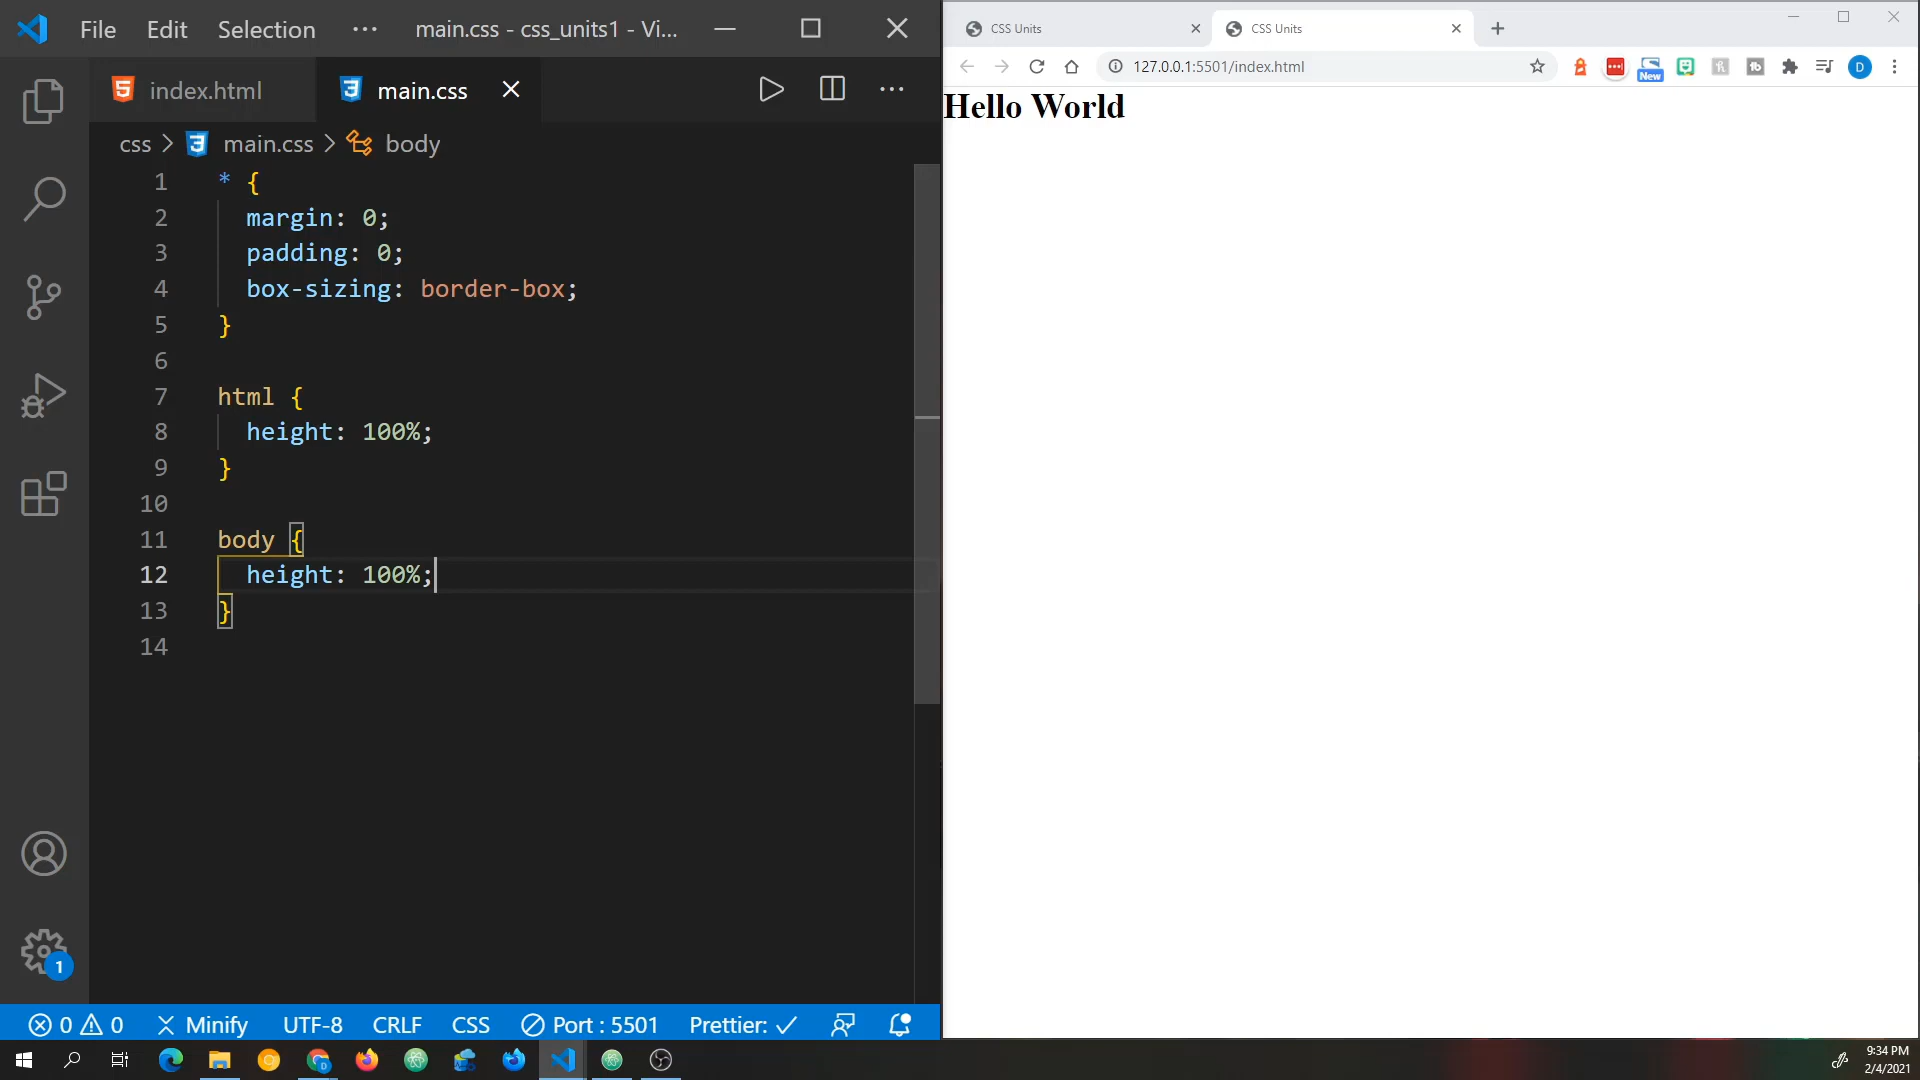 File Edit Selection ··· main.css - css_units1 - Vi...
index.html main.css
css > main.css > body
1 * {
2 margin: 0;
3 padding: 0;
4 box-sizing: border-box;
5 }
6
7 html {
8 height: 100%;
9 }
10
11 body {
12 height: 100%;
13 }
14
1
0 0 Minify UTF-8 CRLF CSS Port : 5501 Prettier: ✓
CSS Units CSS Units
127.0.0.1:5501/index.html New D
Hello World
9:34 PM
2/4/2021